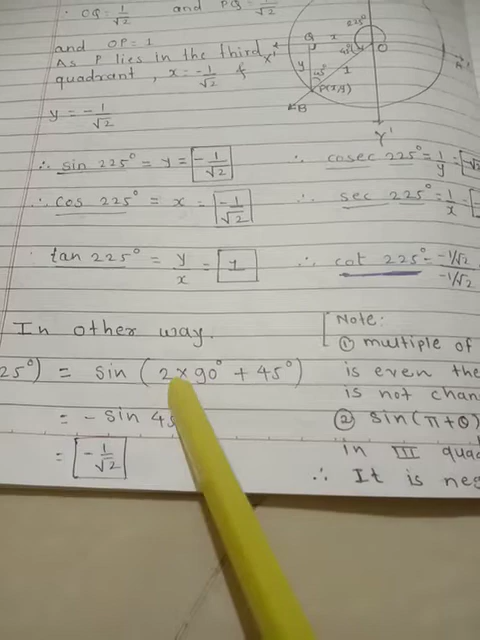 ∴ OQ = 1/√2 and PQ = 1/√2
and OP = 1
As P lies in the third
quadrant, x = -1/√2 &
y = -1/√2
225°
Q x O
45°
y 45° 1
P(x,y)
B
X'
Y'
∴ sin 225° = y = -1/√2 ∴ cosec 225° = 1/y =
∴ cos 225° = x = -1/√2 ∴ sec 225° = 1/x =
tan 225° = y/x = 1 ∴ cot 225° = -1/√2 / -1/√2
In other way.
25°) = sin (2×90° + 45°)
= - sin 45
= -1/√2
Note:
① multiple of
is even the
is not chan
② sin(π+θ)
in III qua
∴ It is ne